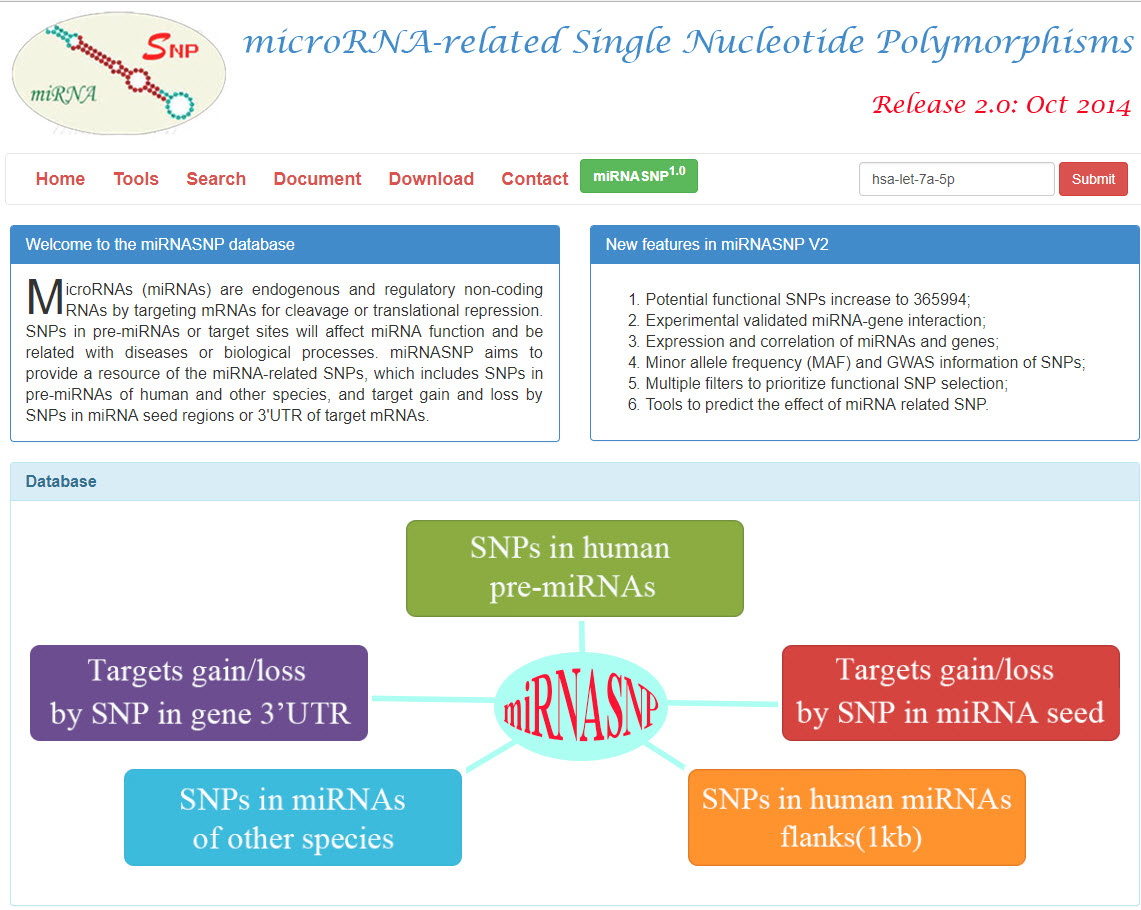 SNP
miRNA
microRNA-related Single Nucleotide Polymorphisms
Release 2.0: Oct 2014
Home Tools Search Document Download Contact miRNASNP1.0 hsa-let-7a-5p Submit
Welcome to the miRNASNP database
MicroRNAs (miRNAs) are endogenous and regulatory non-coding
RNAs by targeting mRNAs for cleavage or translational repression.
SNPs in pre-miRNAs or target sites will affect miRNA function and be
related with diseases or biological processes. miRNASNP aims to
provide a resource of the miRNA-related SNPs, which includes SNPs in
pre-miRNAs of human and other species, and target gain and loss by
SNPs in miRNA seed regions or 3'UTR of target mRNAs.
New features in miRNASNP V2
1. Potential functional SNPs increase to 365994;
2. Experimental validated miRNA-gene interaction;
3. Expression and correlation of miRNAs and genes;
4. Minor allele frequency (MAF) and GWAS information of SNPs;
5. Multiple filters to prioritize functional SNP selection;
6. Tools to predict the effect of miRNA related SNP.
Database
SNPs in human
pre-miRNAs
Targets gain/loss
by SNP in gene 3’UTR
miRNASNP
Targets gain/loss
by SNP in miRNA seed
SNPs in miRNAs
of other species
SNPs in human miRNAs
flanks(1kb)